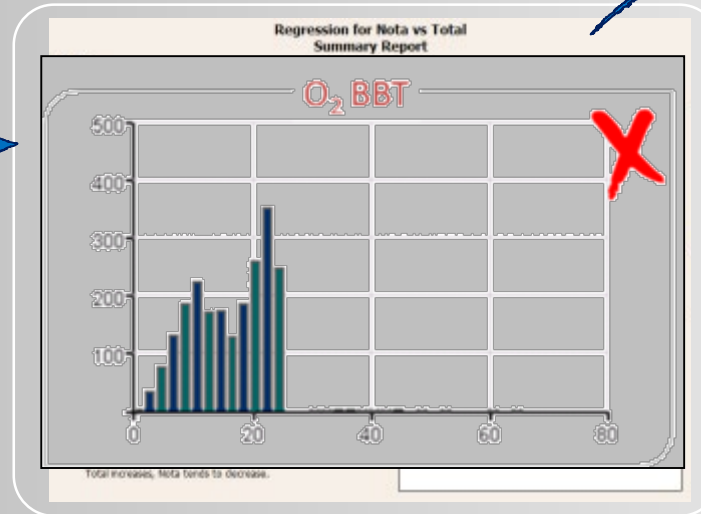 Regression for Nota vs Total
Summary Report
O₂ BBT
500
400
300
200
100
0 20 40 60 80
Total increases, Nota tends to decrease.